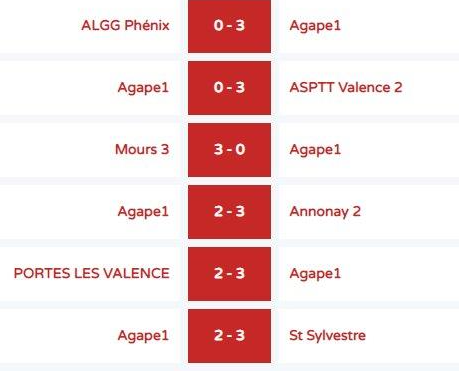 ALGG Phénix 0 - 3 Agape1
Agape1 0 - 3 ASPTT Valence 2
Mours 3 3 - 0 Agape1
Agape1 2 - 3 Annonay 2
PORTES LES VALENCE 2 - 3 Agape1
Agape1 2 - 3 St Sylvestre